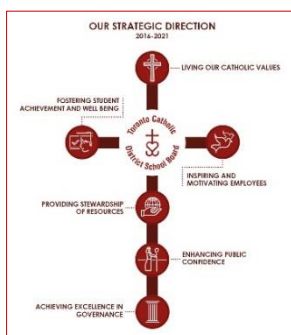 OUR STRATEGIC DIRECTION
2016-2021
LIVING OUR CATHOLIC VALUES
FOSTERING STUDENT
ACHIEVEMENT AND WELL BEING
Toronto Catholic
District School Board
INSPIRING AND
MOTIVATING EMPLOYEES
PROVIDING STEWARDSHIP
OF RESOURCES
ENHANCING PUBLIC
CONFIDENCE
ACHIEVING EXCELLENCE IN
GOVERNANCE